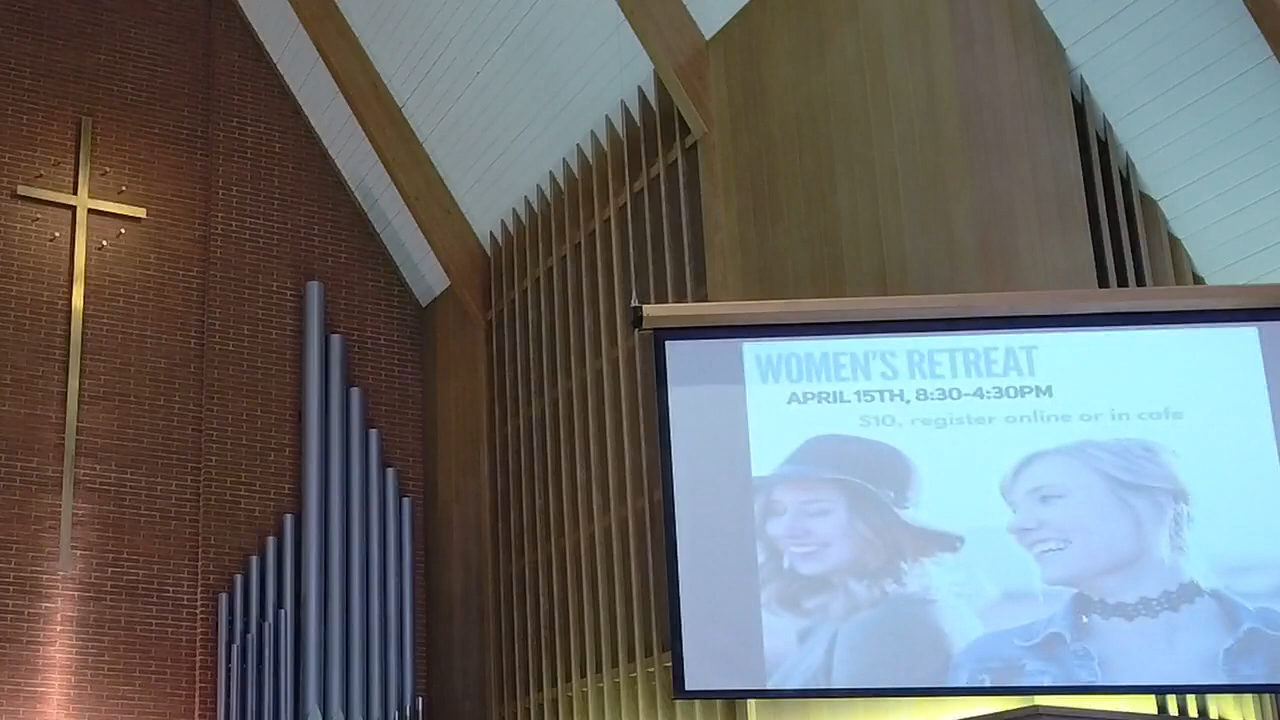 WOMEN'S RETREAT
APRIL 15TH, 8:30-4:30PM
$10, register online or in cafe